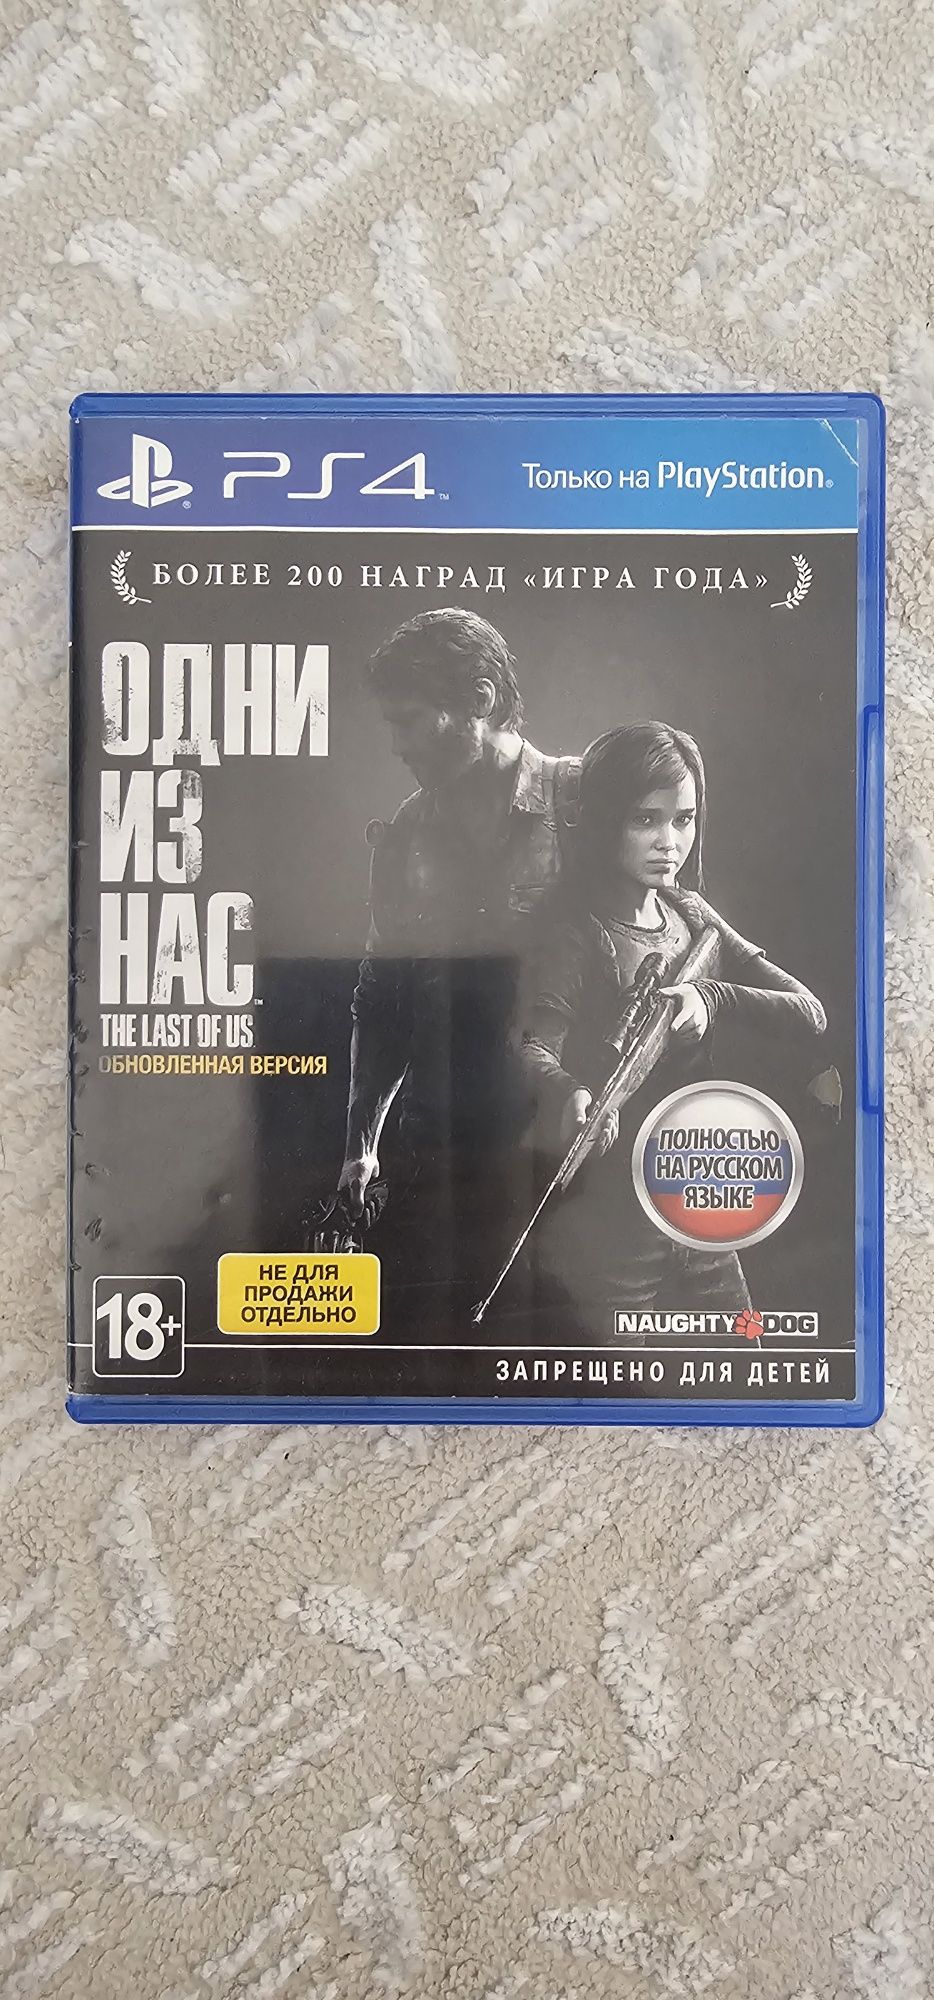 PS4
Только на PlayStation
БОЛЕЕ 200 НАГРАД «ИГРА ГОДА»
ОДНИ
ИЗ
НАС
THE LAST OF US
ОБНОВЛЕННАЯ ВЕРСИЯ
ПОЛНОСТЬЮ
НА РУССКОМ
ЯЗЫКЕ
НЕ ДЛЯ
ПРОДАЖИ
ОТДЕЛЬНО
18+
NAUGHTY DOG
ЗАПРЕЩЕНО ДЛЯ ДЕТЕЙ